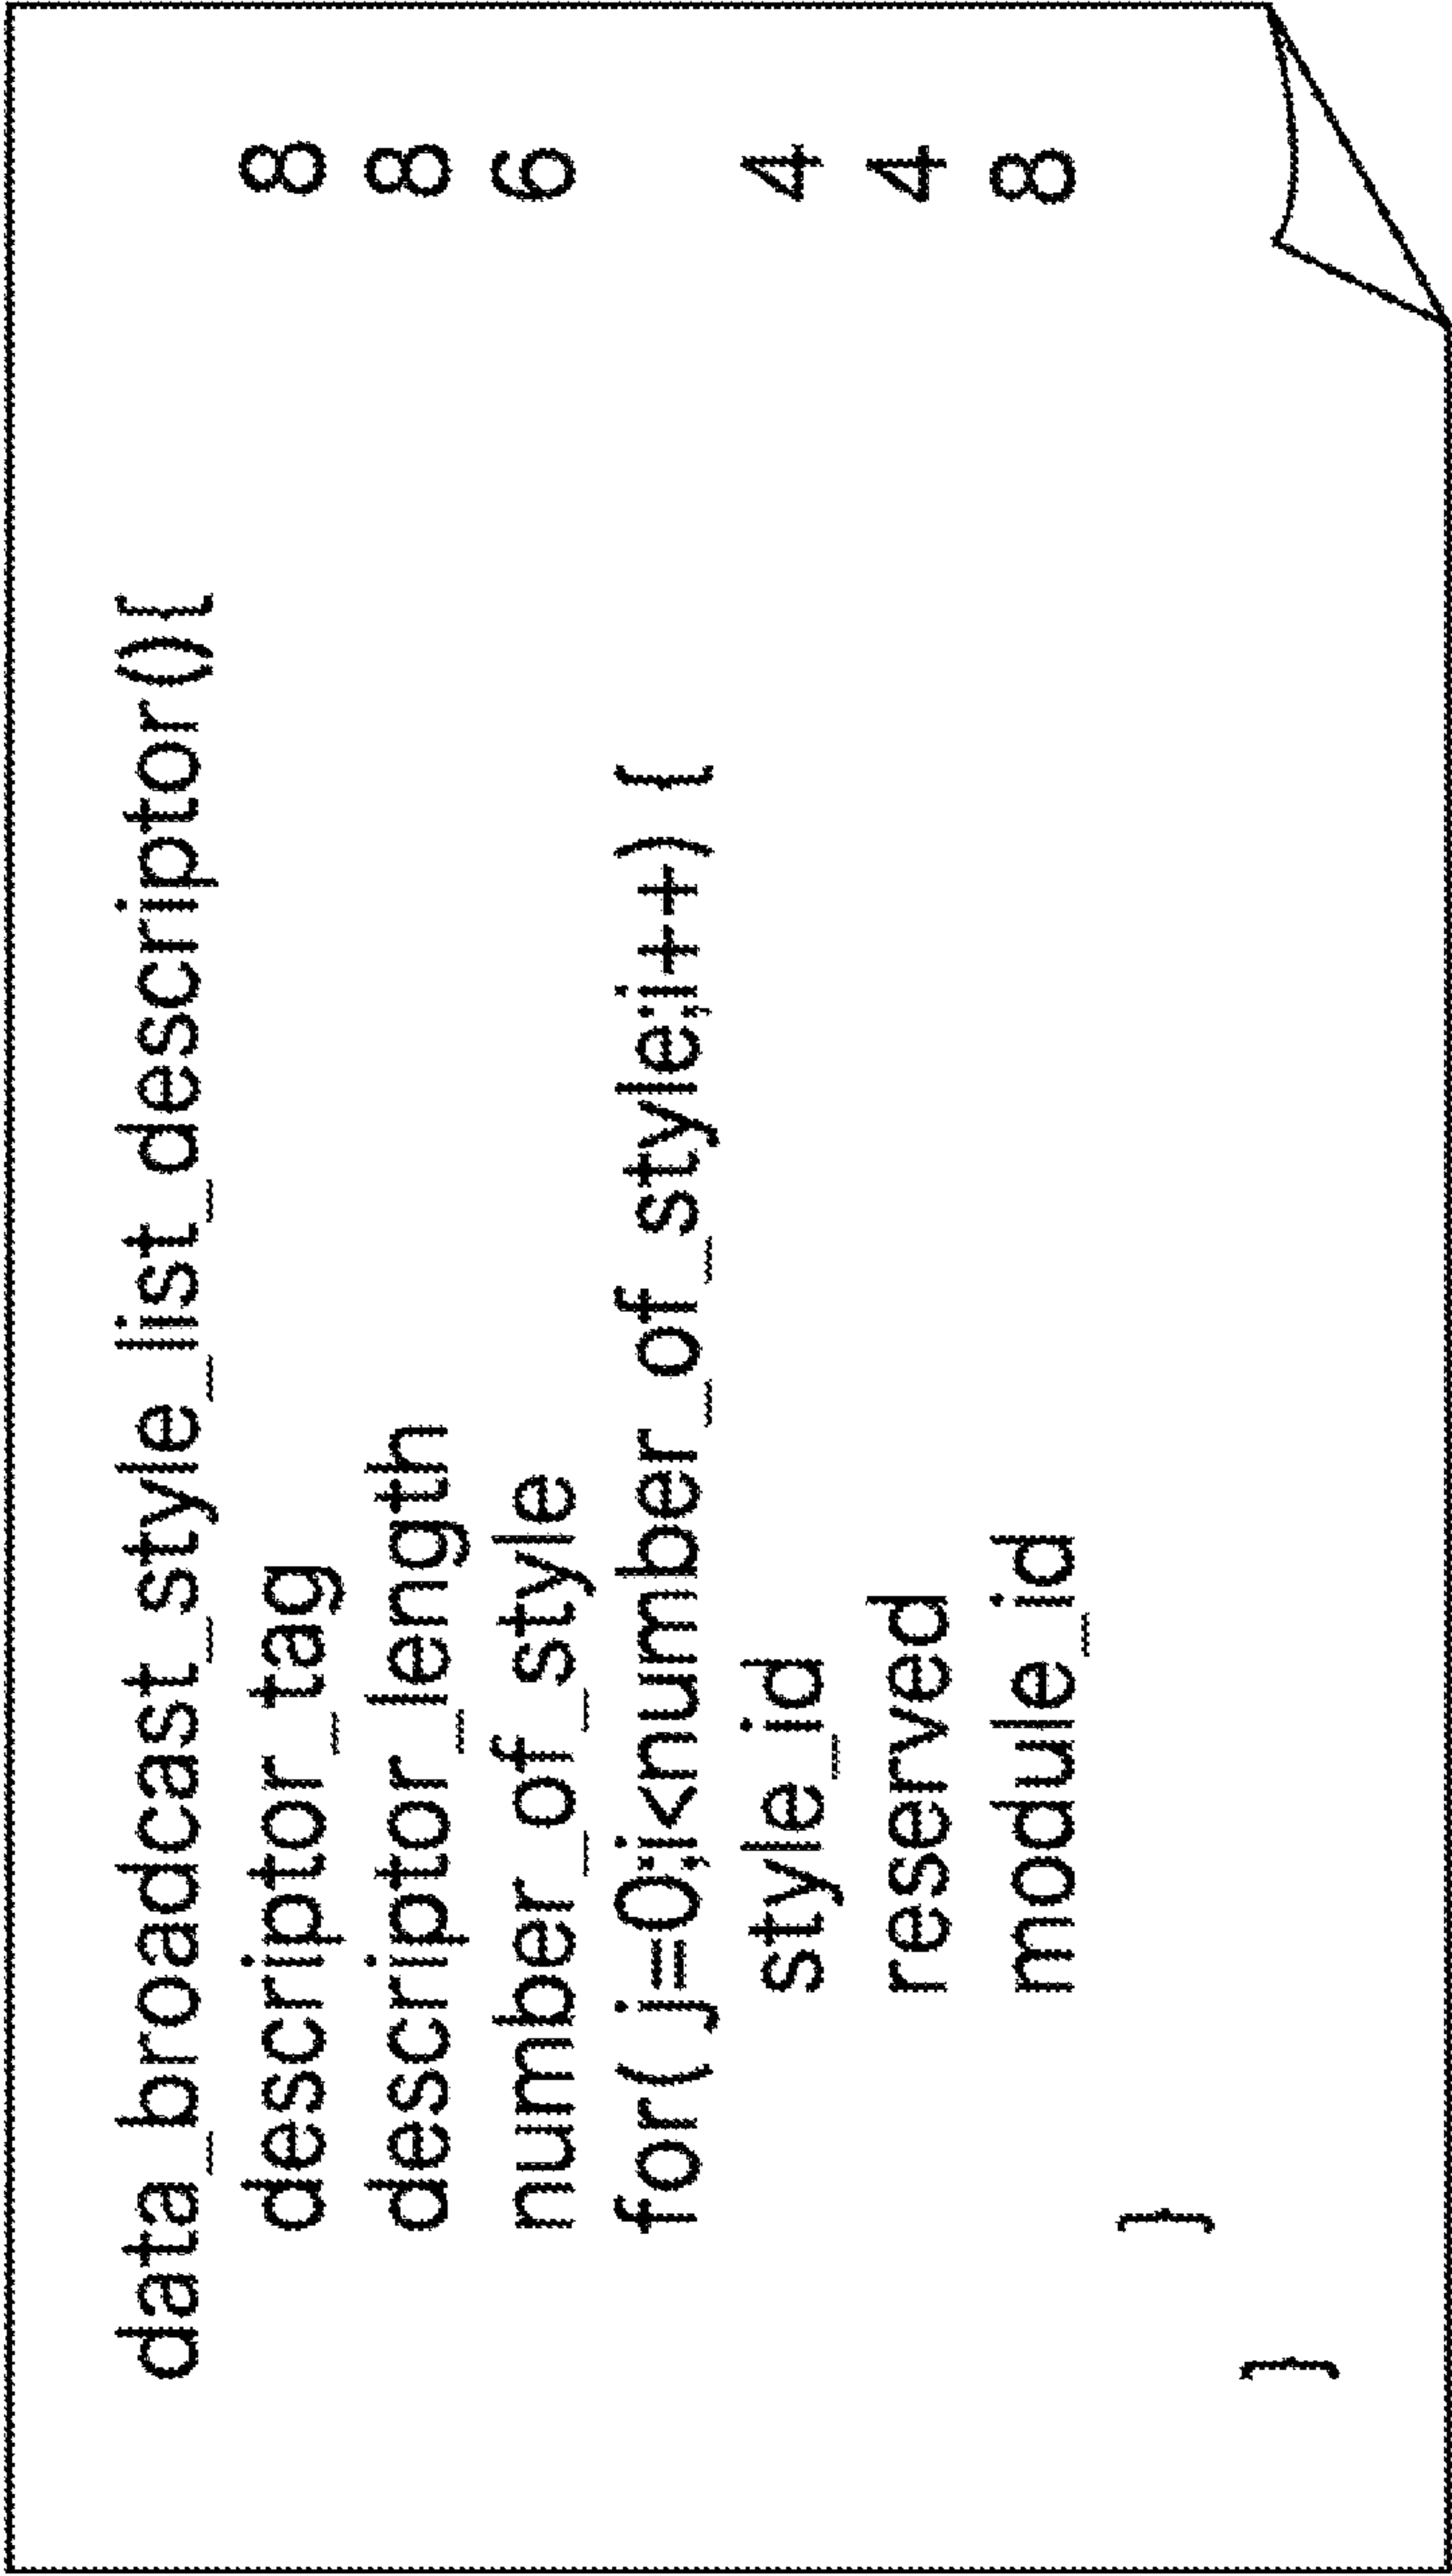 data_broadcast_style_list_descriptor(){
descriptor_tag 8
descriptor_length 8
number_of_style 6
for( j=0;i<number_of_style;i++) {
style_id 4
reserved 4
module_id 8
}
}